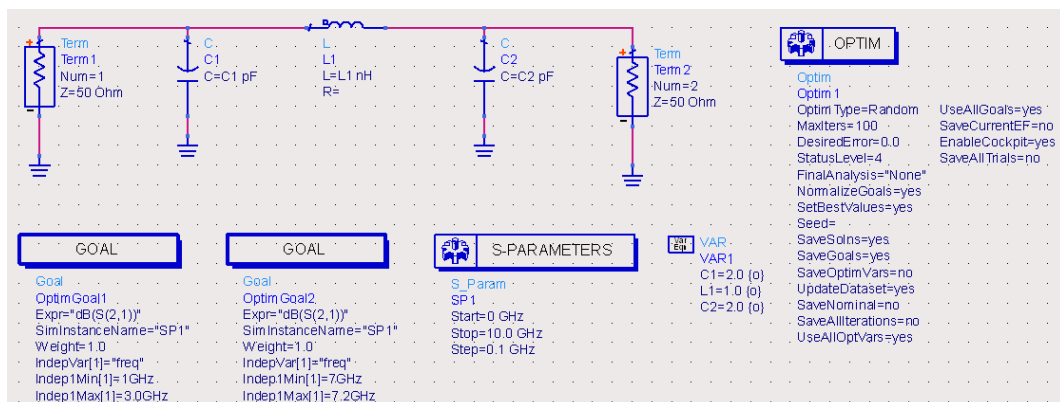 Term
Term1
Num=1
Z=50 Ohm
C
C1
C=C1 pF
L
L1
L=L1 nH
R=
C
C2
C=C2 pF
Term
Term2
Num=2
Z=50 Ohm
OPTIM
Optim
Optim1
OptimType=Random
MaxIters=100
DesiredError=0.0
StatusLevel=4
FinalAnalysis="None"
NormalizeGoals=yes
SetBestValues=yes
Seed=
SaveSolns=yes
SaveGoals=yes
SaveOptimVars=no
UpdateDataset=yes
SaveNominal=no
SaveAllIterations=no
UseAllOptVars=yes
UseAllGoals=yes
SaveCurrentEF=no
EnableCockpit=yes
SaveAllTrials=no
GOAL
Goal
OptimGoal1
Expr="dB(S(2,1))"
SimInstanceName="SP1"
Weight=1.0
IndepVar[1]="freq"
Indep1Min[1]=1GHz
Indep1Max[1]=3.0GHz
GOAL
Goal
OptimGoal2
Expr="dB(S(2,1))"
SimInstanceName="SP1"
Weight=1.0
IndepVar[1]="freq"
Indep1Min[1]=7GHz
Indep1Max[1]=7.2GHz
S-PARAMETERS
S_Param
SP1
Start=0 GHz
Stop=10.0 GHz
Step=0.1 GHz
Var
Eqn
VAR
VAR1
C1=2.0 {o}
L1=1.0 {o}
C2=2.0 {o}